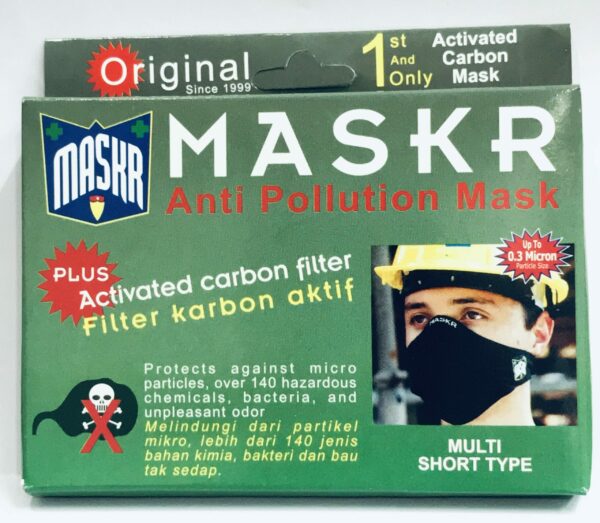 Original
Since 1999
1st
And
Only
Activated
Carbon
Mask
MASKR
MASKR
Anti Pollution Mask
PLUS
Activated carbon filter
Filter karbon aktif
Up To
0.3 Micron
Particle Size
MASKR
Protects against micro
particles, over 140 hazardous
chemicals, bacteria, and
unpleasant odor
Melindungi dari partikel
mikro, lebih dari 140 jenis
bahan kimia, bakteri dan bau
tak sedap.
MULTI
SHORT TYPE